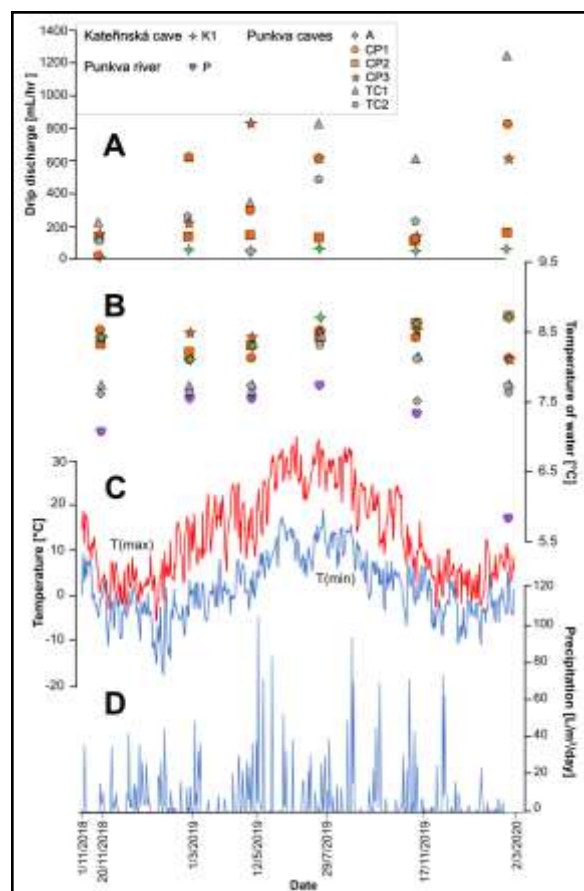 Kateřinská cave K1
Punkva caves A
CP1
CP2
CP3
TC1
TC2
Punkva river P
Drip discharge [mL/hr]
1400
1200
1000
800
600
400
200
0
A
B
Temperature of water [°C]
9.5
8.5
7.5
6.5
5.5
C
Temperature [°C]
30
20
10
0
-10
-20
T(max)
T(min)
D
Precipitation [L/m²/day]
120
100
80
60
40
20
0
1/11/2018
20/11/2018
1/3/2019
12/5/2019
29/7/2019
17/11/2019
2/3/2020
Date